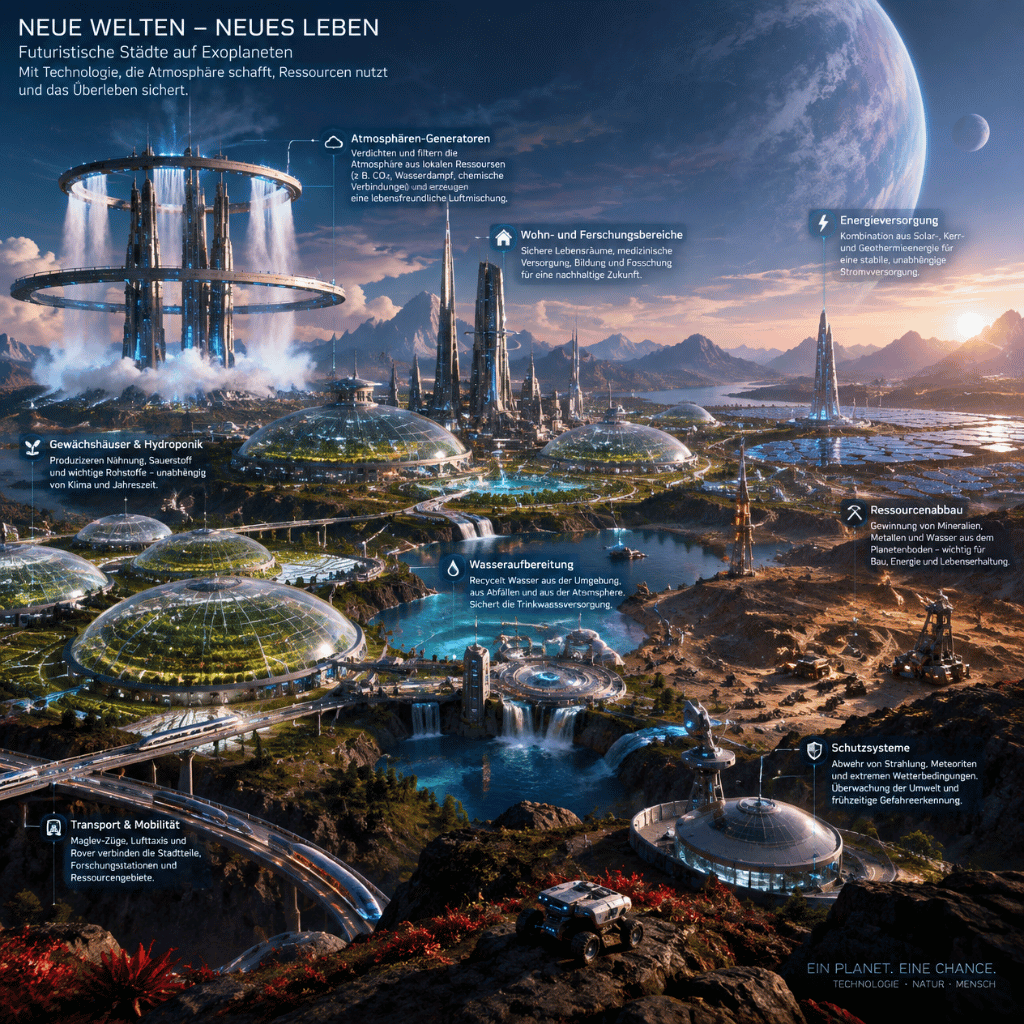 NEUE WELTEN – NEUES LEBEN
Futuristische Städte auf Exoplaneten
Mit Technologie, die Atmosphäre schafft, Ressourcen nutzt
und das Überleben sichert.
Atmosphären-Generatoren
Verdichten und filtern die
Atmosphäre aus lokalen Ressoursen
(z B. CO₂, Wasserdampf, chemische
Verbindungen) und erzeugen
eine lebensfreundliche Luftmischung,
Wohn- und Ferschungsbereiche
Sichere Lebensräume, medizinische
Versorgung, Bildung und Fosschung
für eine nachhaltige Zukunft.
Energieversorgung
Kombination aus Solar-, Kerr-
und Geothermieenergie für
eine stabile, unabhängige
Stromvversorgung.
Gewächshäuser & Hydroponik
Produrizeren Nährung, Sauerstoff
und wichtige Rohstoffe – unabhängig
von Klima und Jahreszeit.
Ressourcenabbau
Gewinnung von Mineralien,
Metallen und Wasser aus dem
Planetenboden – wichtig für
Bau, Energie und Lebenserhaltung.
Wasseraufbereitung
Recycelt Wasser aus der Umgebung,
aus Abfällen und aus der Atomsphere.
Sichert die Trinkwassversorgung.
Schutzsysteme
Abwehr von Strahlung, Meteoriten
und extremen Wetterbedingungen.
Überwachung der Umwelt und
frühzeitige Gefahreerkennung.
Transport & Mobilität
Maglev-Züge, Lufttaxis und
Rover verbinden die Stadtteile,
Forschungsstationen und
Ressourcengebiete.
EIN PLANET. EINE CHANCE.
TECHNOLOGIE · NATUR · MENSCH